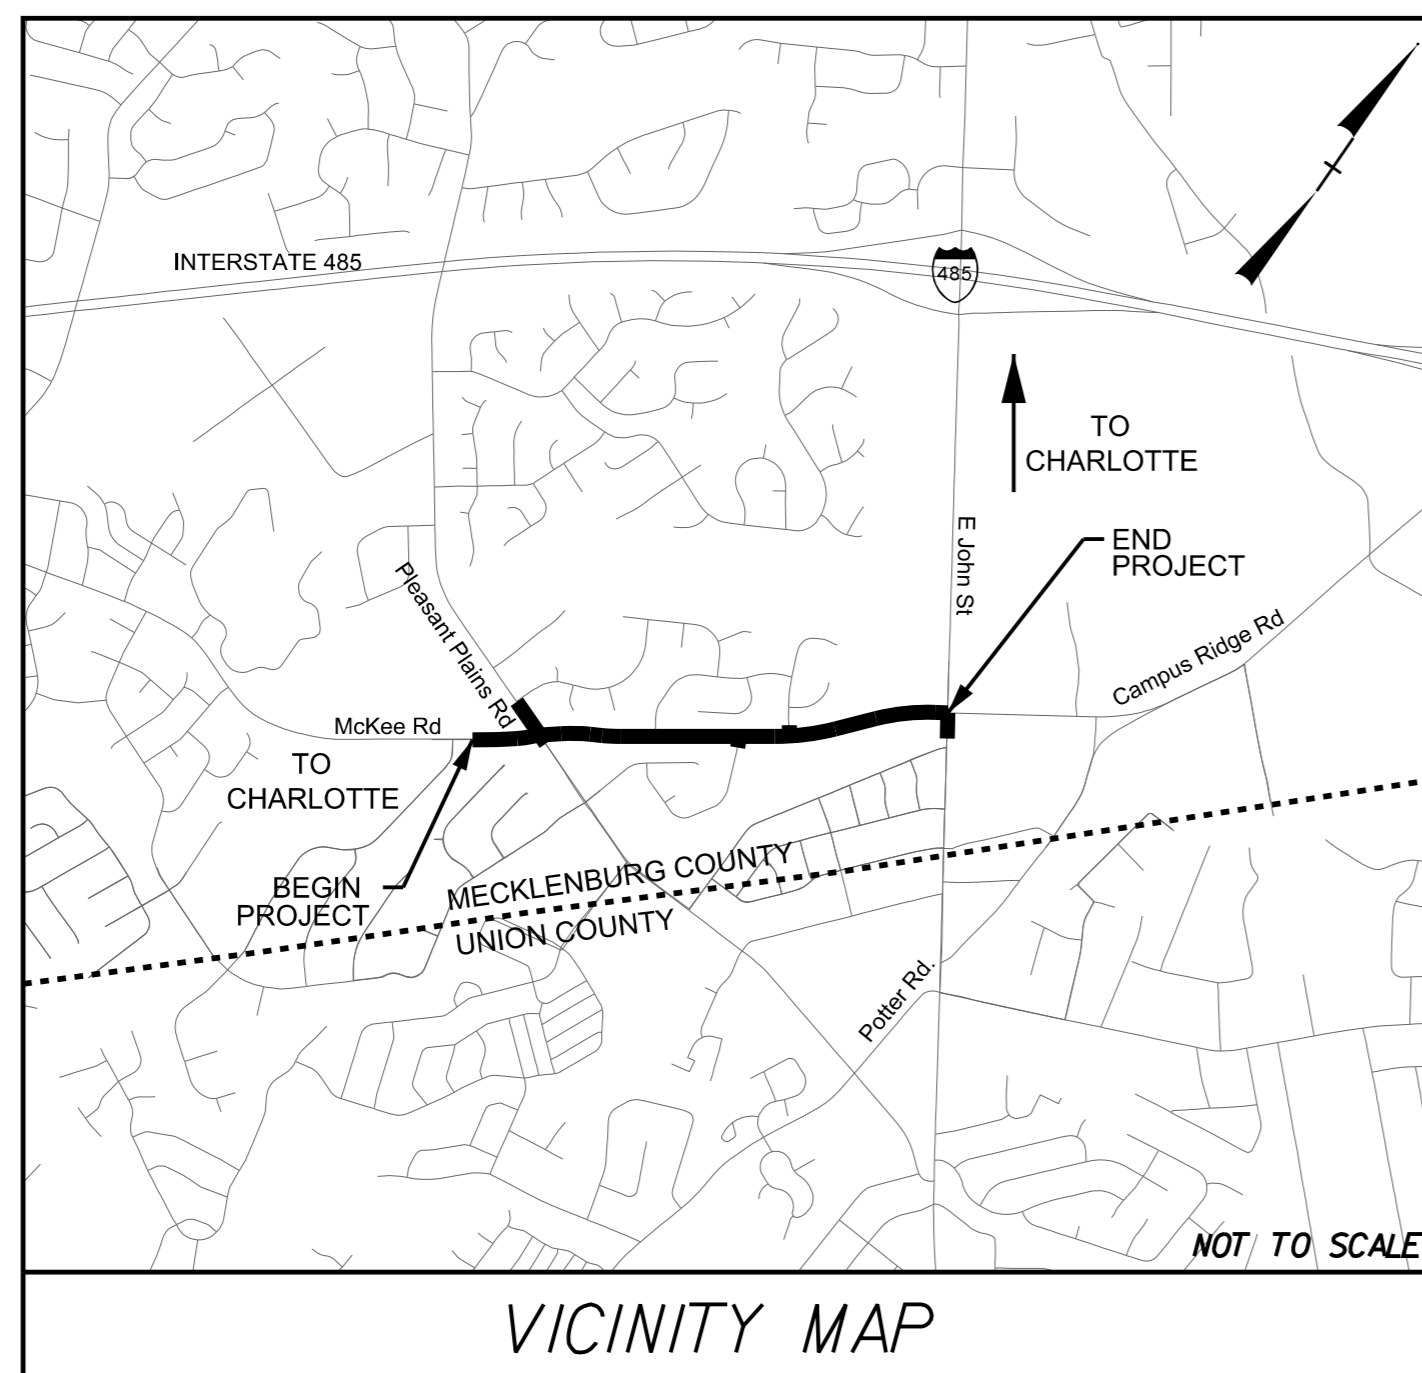 INTERSTATE 485
485
TO
CHARLOTTE
E John St
END
PROJECT
Pleasant Plains Rd
Campus Ridge Rd
McKee Rd
TO
CHARLOTTE
BEGIN
PROJECT
MECKLENBURG COUNTY
UNION COUNTY
Potter Rd.
NOT TO SCALE
VICINITY MAP